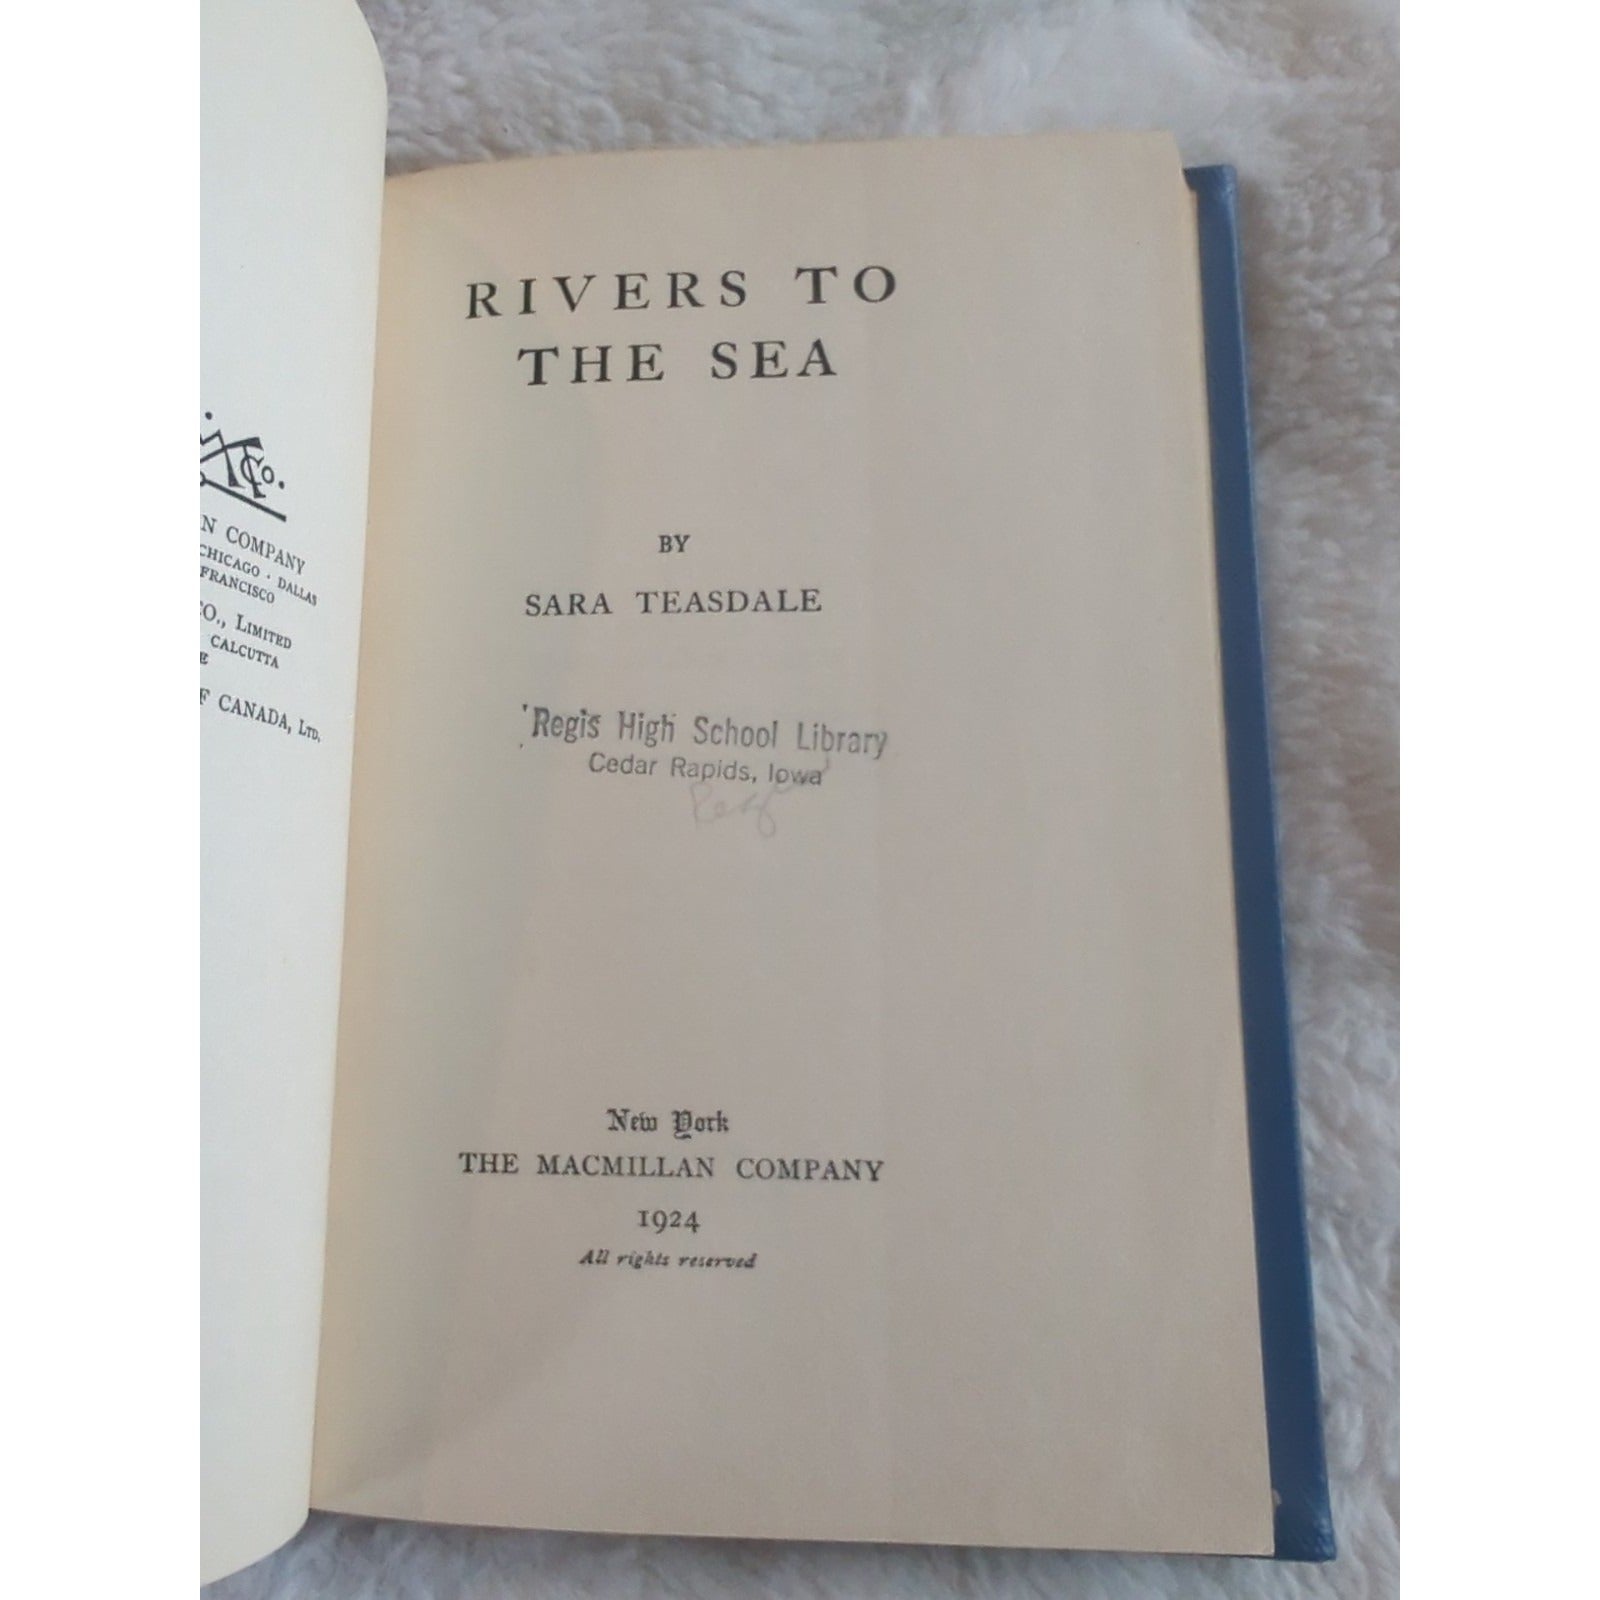 Co.
N COMPANY
CHICAGO · DALLAS
FRANCISCO
CO., LIMITED
CALCUTTA
E
F CANADA, LTD.
RIVERS TO
THE SEA
BY
SARA TEASDALE
Regis High School Library
Cedar Rapids, Iowa
New York
THE MACMILLAN COMPANY
1924
All rights reserved